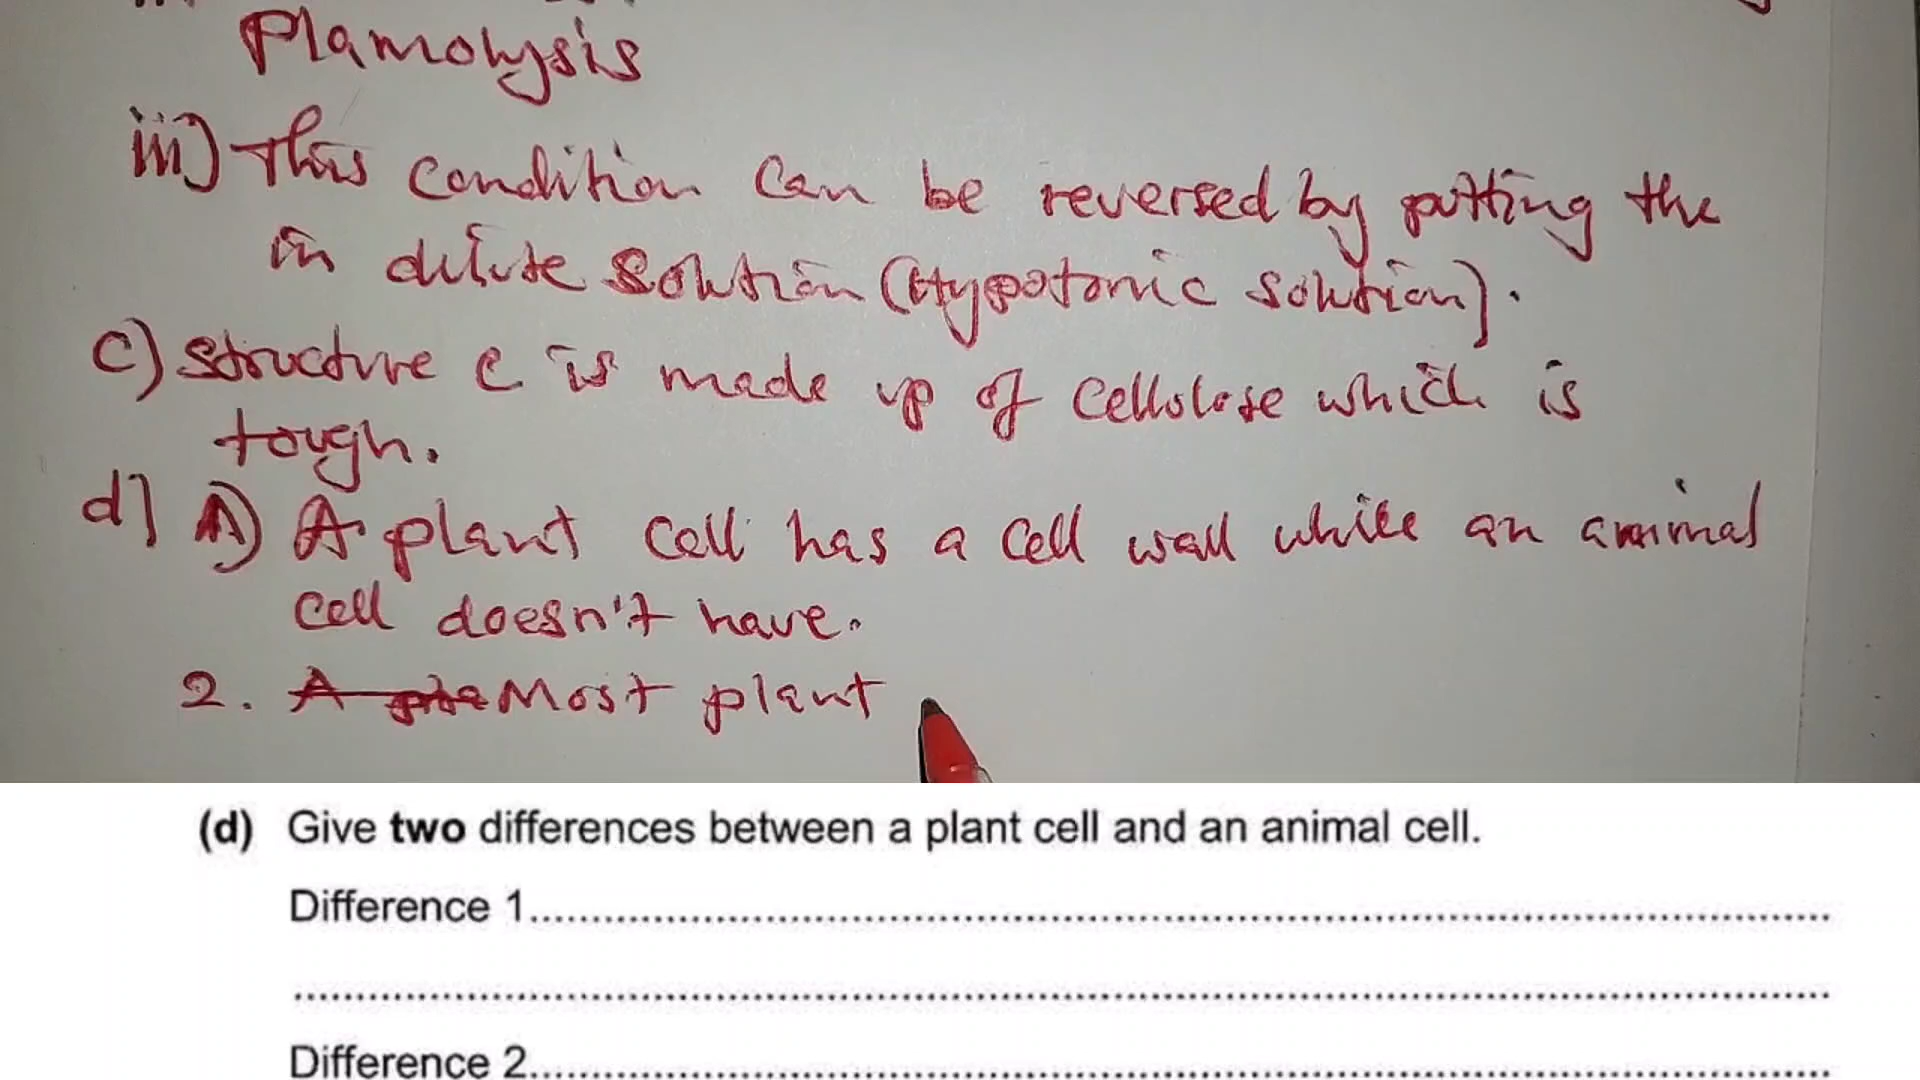 Plamolysis
iii) This condition can be reversed by putting the
in dilute solution (Hypotonic solution).
c) structure c is made up of cellolose which is
tough.
d] A) A plant cell has a cell wall while an animal
cell doesn't have.
2. A pla Most plant
(d) Give two differences between a plant cell and an animal cell.
Difference 1
Difference 2